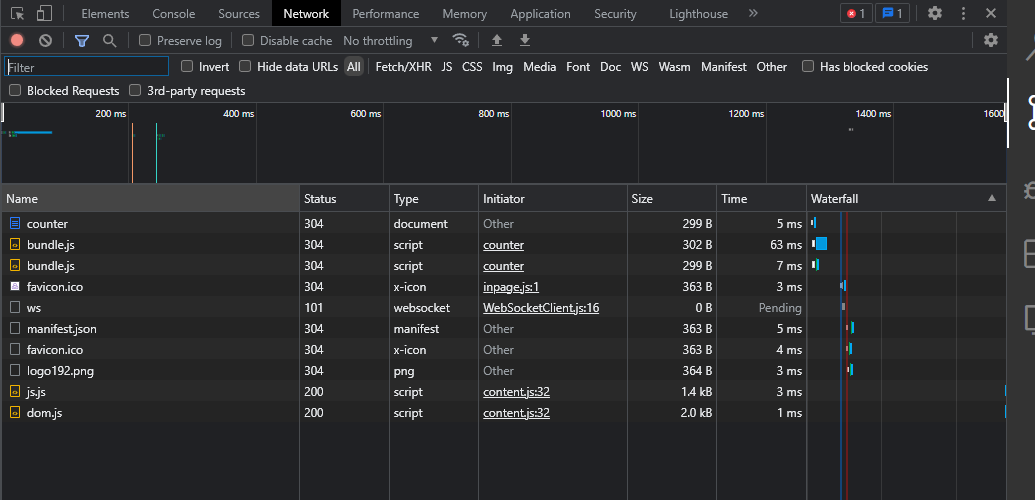 Elements Console Sources Network Performance Memory Application Security Lighthouse » 1 1
Preserve log Disable cache No throttling
Filter Invert Hide data URLs All Fetch/XHR JS CSS Img Media Font Doc WS Wasm Manifest Other Has blocked cookies
Blocked Requests 3rd-party requests
200 ms 400 ms 600 ms 800 ms 1000 ms 1200 ms 1400 ms 1600
Name Status Type Initiator Size Time Waterfall
counter 304 document Other 299 B 5 ms
bundle.js 304 script counter 302 B 63 ms
bundle.js 304 script counter 299 B 7 ms
favicon.ico 304 x-icon inpage.js:1 363 B 3 ms
ws 101 websocket WebSocketClient.js:16 0 B Pending
manifest.json 304 manifest Other 363 B 5 ms
favicon.ico 304 x-icon Other 363 B 4 ms
logo192.png 304 png Other 364 B 3 ms
js.js 200 script content.js:32 1.4 kB 3 ms
dom.js 200 script content.js:32 2.0 kB 1 ms